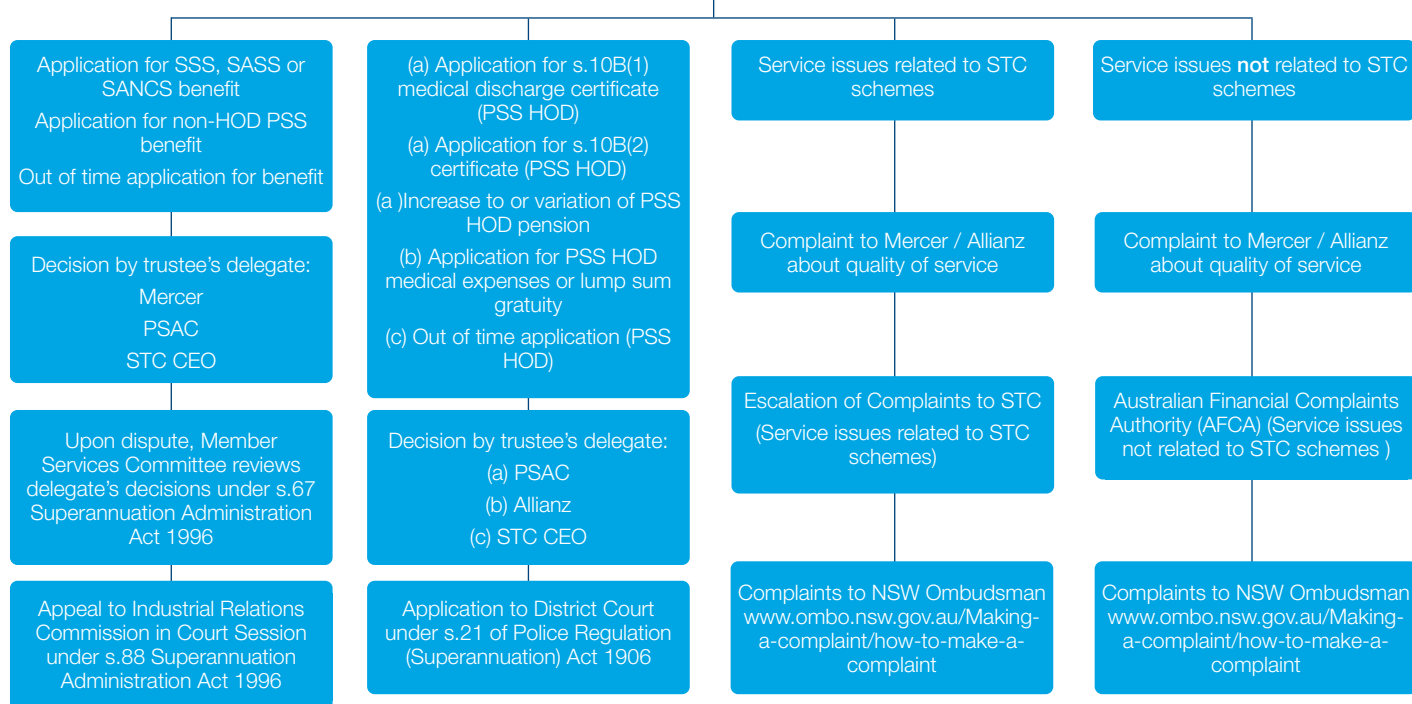 Application for SSS, SASS or
SANCS benefit
Application for non-HOD PSS
benefit
Out of time application for benefit
Decision by trustee's delegate:
Mercer
PSAC
STC CEO
Upon dispute, Member
Services Committee reviews
delegate's decisions under s.67
Superannuation Administration
Act 1996
Appeal to Industrial Relations
Commission in Court Session
under s.88 Superannuation
Administration Act 1996
(a) Application for s.10B(1)
medical discharge certificate
(PSS HOD)
(a) Application for s.10B(2)
certificate (PSS HOD)
(a )Increase to or variation of PSS
HOD pension
(b) Application for PSS HOD
medical expenses or lump sum
gratuity
(c) Out of time application (PSS
HOD)
Decision by trustee's delegate:
(a) PSAC
(b) Allianz
(c) STC CEO
Application to District Court
under s.21 of Police Regulation
(Superannuation) Act 1906
Service issues related to STC
schemes
Complaint to Mercer / Allianz
about quality of service
Escalation of Complaints to STC
(Service issues related to STC
schemes)
Complaints to NSW Ombudsman
www.ombo.nsw.gov.au/Making-
a-complaint/how-to-make-a-
complaint
Service issues not related to STC
schemes
Complaint to Mercer / Allianz
about quality of service
Australian Financial Complaints
Authority (AFCA) (Service issues
not related to STC schemes )
Complaints to NSW Ombudsman
www.ombo.nsw.gov.au/Making-
a-complaint/how-to-make-a-
complaint